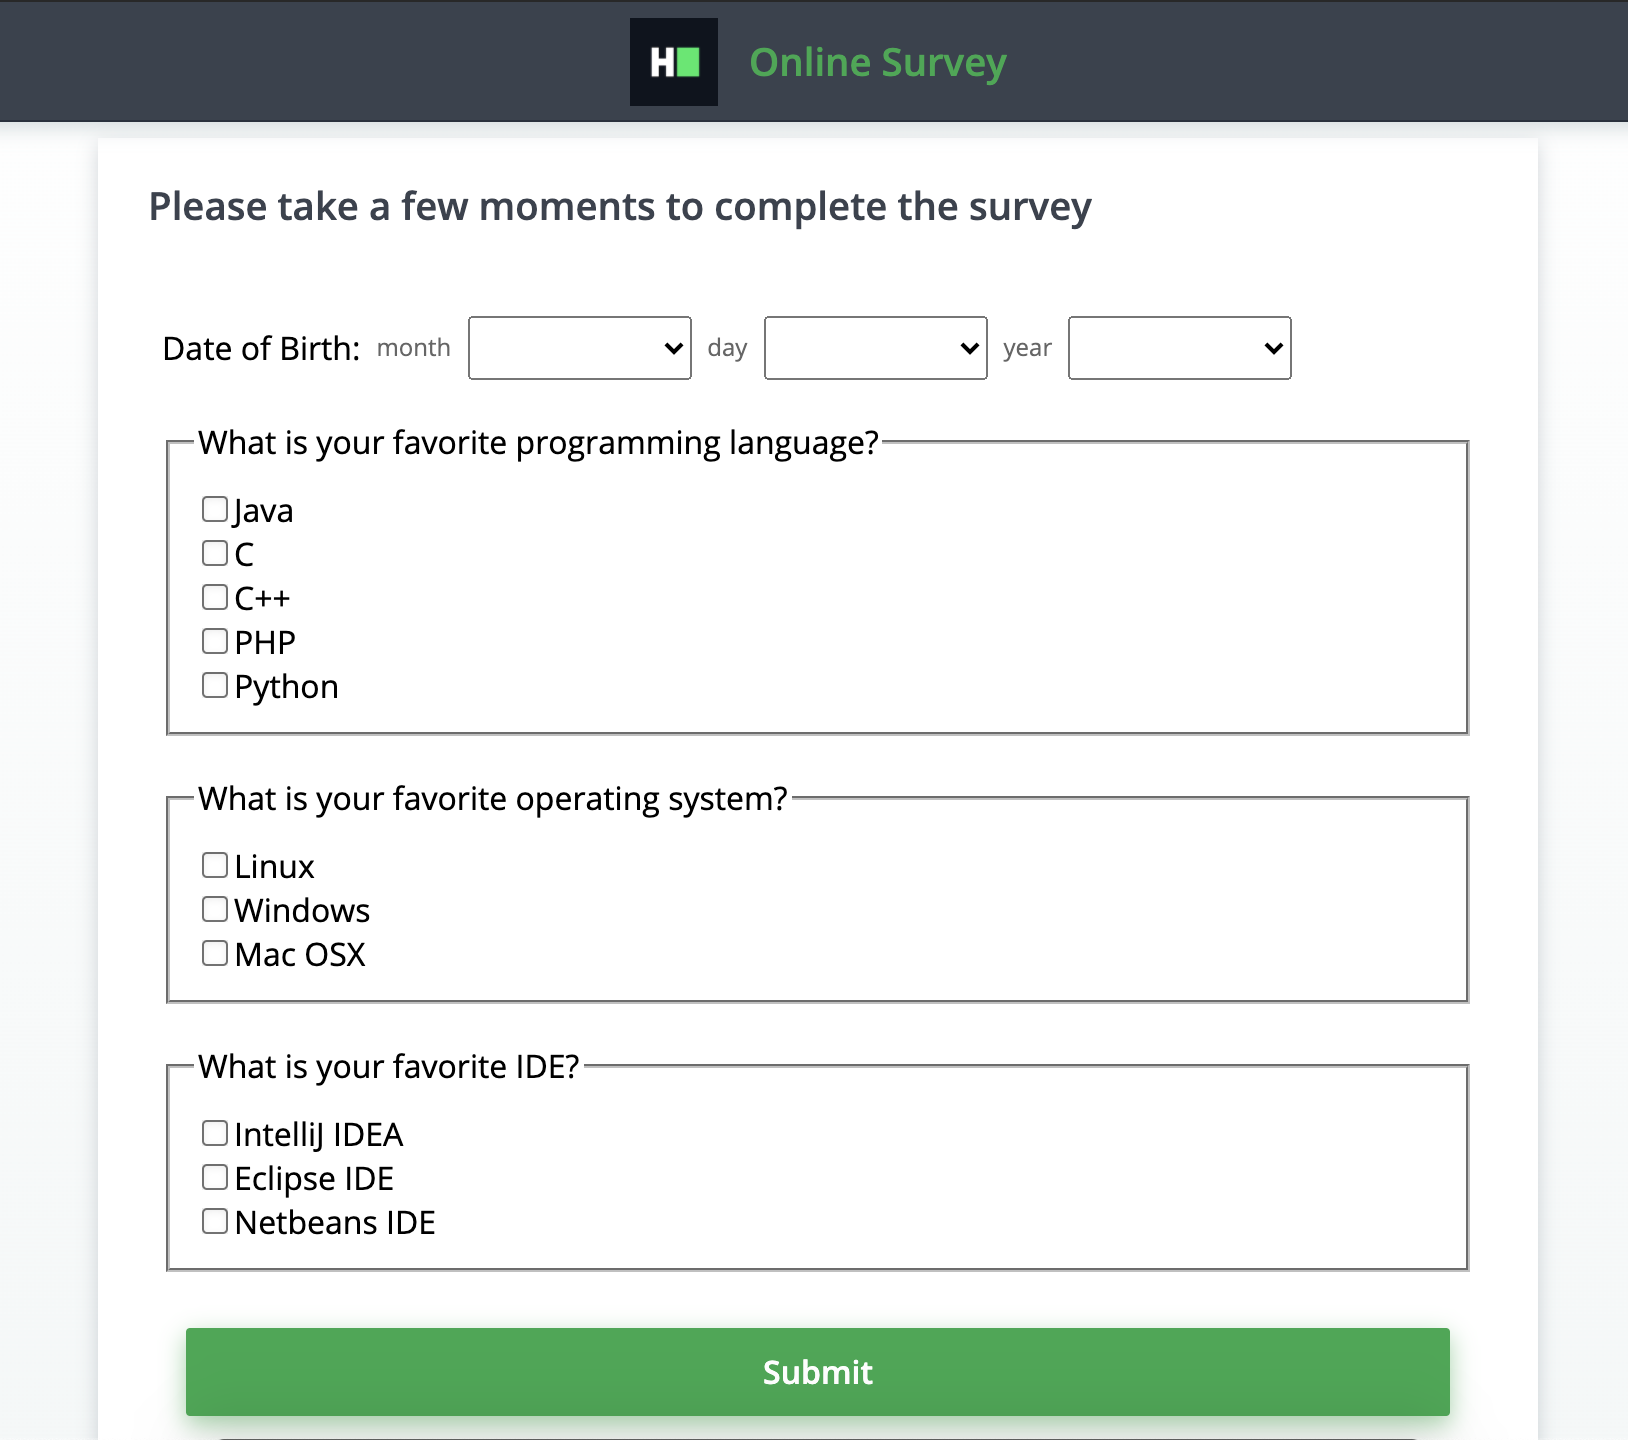 H
Online Survey
Please take a few moments to complete the survey
Date of Birth: month day year
What is your favorite programming language?
Java
C
C++
PHP
Python
What is your favorite operating system?
Linux
Windows
Mac OSX
What is your favorite IDE?
IntelliJ IDEA
Eclipse IDE
Netbeans IDE
Submit